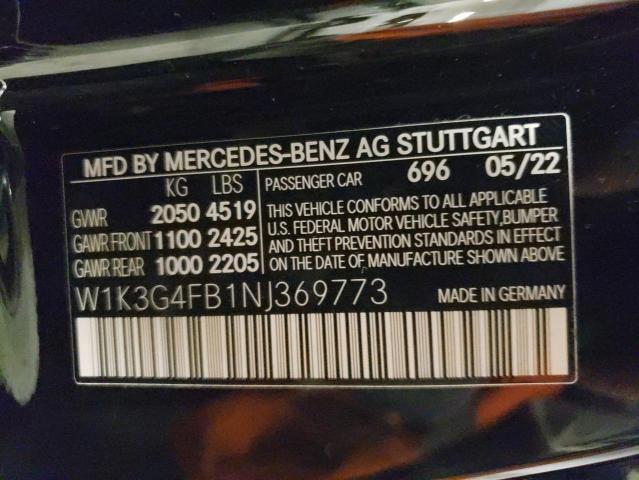 MFD BY MERCEDES-BENZ AG STUTTGART
KG LBS
GVWR 2050 4519
GAWR FRONT 1100 2425
GAWR REAR 1000 2205
PASSENGER CAR 696 05/22
THIS VEHICLE CONFORMS TO ALL APPLICABLE
U.S. FEDERAL MOTOR VEHICLE SAFETY,BUMPER
AND THEFT PREVENTION STANDARDS IN EFFECT
ON THE DATE OF MANUFACTURE SHOWN ABOVE
W1K3G4FB1NJ369773 MADE IN GERMANY